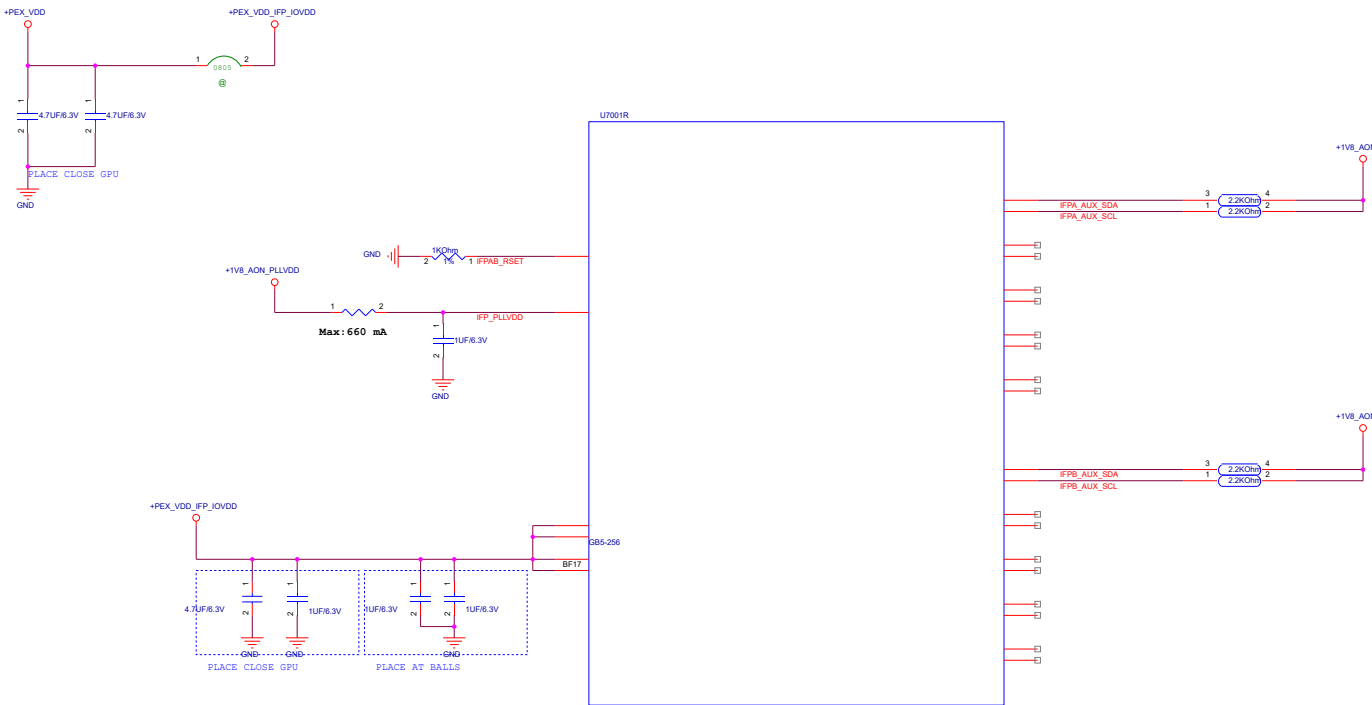 +PEX_VDD
+PEX_VDD_IFP_IOVDD
1
2
0805
@
1
2
4.7UF/6.3V
1
2
4.7UF/6.3V
PLACE CLOSE GPU
GND
U7001R
GND
1KOhm
2
1%
1
IFPAB_RSET
+1V8_AON_PLLVDD
1
2
Max:660 mA
IFP_PLLVDD
1
2
1UF/6.3V
GND
+PEX_VDD_IFP_IOVDD
GB5-256
BF17
1
2
4.7UF/6.3V
1
2
1UF/6.3V
1
2
1UF/6.3V
1
2
1UF/6.3V
GND
GND
GND
PLACE CLOSE GPU
PLACE AT BALLS
+1V8_AON
IFPA_AUX_SDA
3
2.2KOhm
4
IFPA_AUX_SCL
1
2.2KOhm
2
+1V8_AON
IFPB_AUX_SDA
3
2.2KOhm
4
IFPB_AUX_SCL
1
2.2KOhm
2